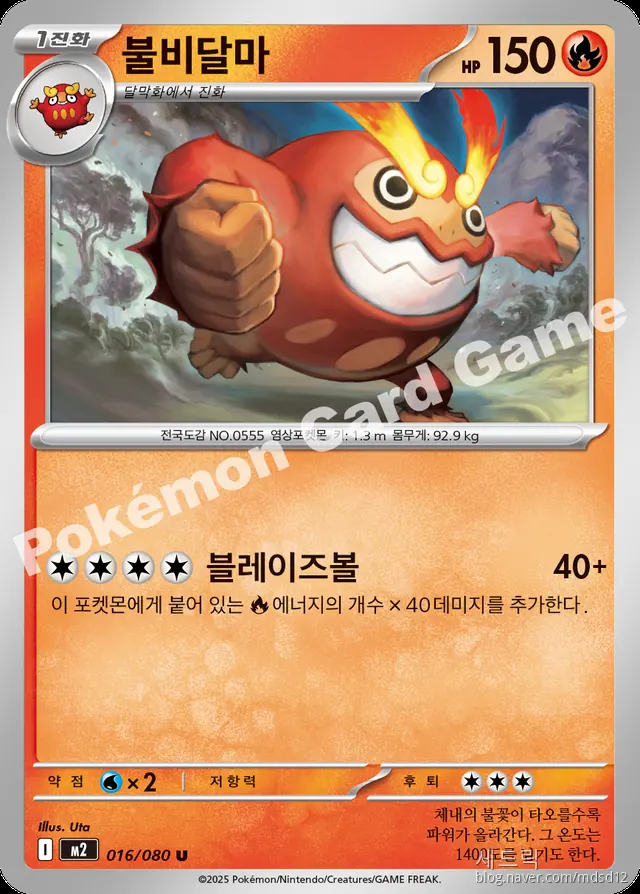 1진화
불비달마
HP 150
달막화에서 진화
전국도감 NO.0555 염상포켓몬 키: 1.3 m 몸무게: 92.9 kg
Pokémon Card Game
블레이즈볼 40+
이 포켓몬에게 붙어 있는 에너지의 개수 × 40데미지를 추가한다.
약점 ×2 저항력 후퇴
체내의 불꽃이 타오를수록
파워가 올라간다. 그 온도는
1400도를 넘기도 한다.
Illus. Uta
I M2 016/080 U
세드릭
blog.naver.com/mdsd12
©2025 Pokémon/Nintendo/Creatures/GAME FREAK.